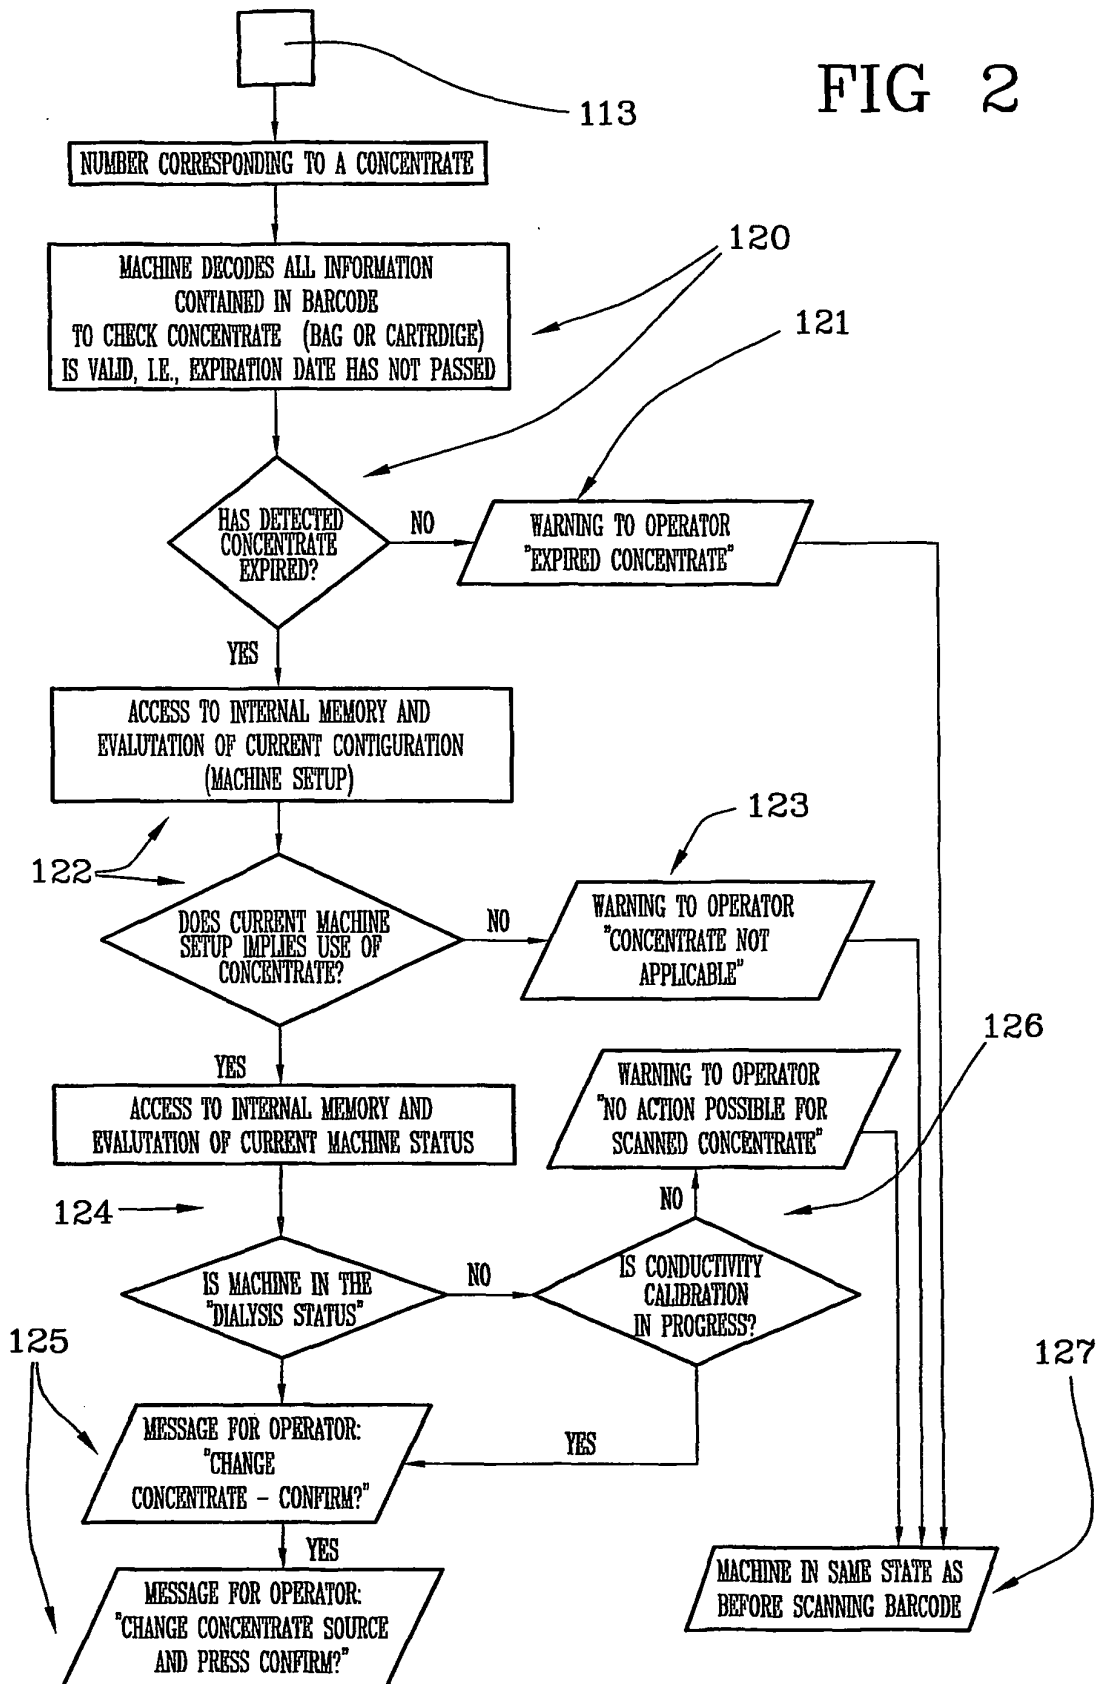 FIG 2
113
NUMBER CORRESPONDING TO A CONCENTRATE
120
MACHINE DECODES ALL INFORMATION
CONTAINED IN BARCODE
TO CHECK CONCENTRATE (BAG OR CARTRDIGE)
IS VALID, I.E., EXPIRATION DATE HAS NOT PASSED
121
HAS DETECTED
CONCENTRATE
EXPIRED?
NO
WARNING TO OPERATOR
"EXPIRED CONCENTRATE"
YES
ACCESS TO INTERNAL MEMORY AND
EVALUTATION OF CURRENT CONTIGURATION
(MACHINE SETUP)
123
122
DOES CURRENT MACHINE
SETUP IMPLIES USE OF
CONCENTRATE?
NO
WARNING TO OPERATOR
"CONCENTRATE NOT
APPLICABLE"
126
YES
ACCESS TO INTERNAL MEMORY AND
EVALUTATION OF CURRENT MACHINE STATUS
WARNING TO OPERATOR
"NO ACTION POSSIBLE FOR
SCANNED CONCENTRATE"
124
NO
IS MACHINE IN THE
"DIALYSIS STATUS"
NO
IS CONDUCTIVITY
CALIBRATION
IN PROGRESS?
125
127
MESSAGE FOR OPERATOR:
"CHANGE
CONCENTRATE - CONFIRM?"
YES
YES
MESSAGE FOR OPERATOR:
"CHANGE CONCENTRATE SOURCE
AND PRESS CONFIRM?"
MACHINE IN SAME STATE AS
BEFORE SCANNING BARCODE